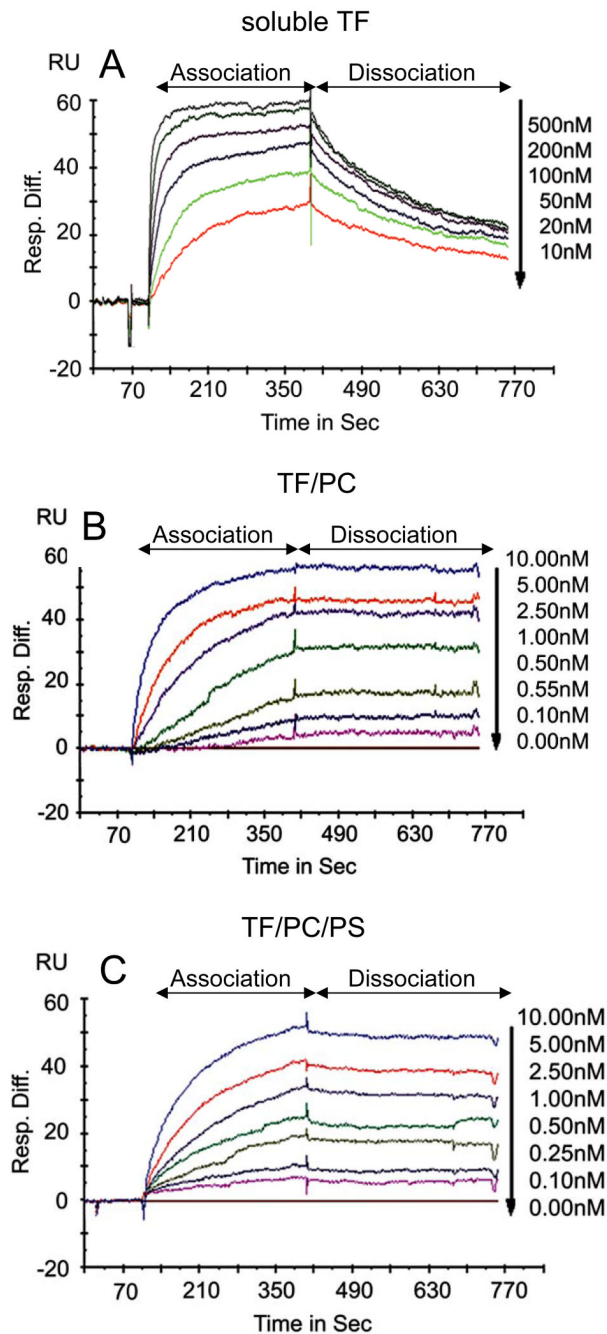 soluble TF
RU
A
Association
Dissociation
60
40
20
0
-20
Resp. Diff.
500nM
200nM
100nM
50nM
20nM
10nM
70 210 350 490 630 770
Time in Sec
TF/PC
RU
B
Association
Dissociation
60
40
20
0
-20
Resp. Diff.
10.00nM
5.00nM
2.50nM
1.00nM
0.50nM
0.55nM
0.10nM
0.00nM
70 210 350 490 630 770
Time in Sec
TF/PC/PS
RU
C
Association
Dissociation
60
40
20
0
-20
Resp. Diff.
10.00nM
5.00nM
2.50nM
1.00nM
0.50nM
0.25nM
0.10nM
0.00nM
70 210 350 490 630 770
Time in Sec